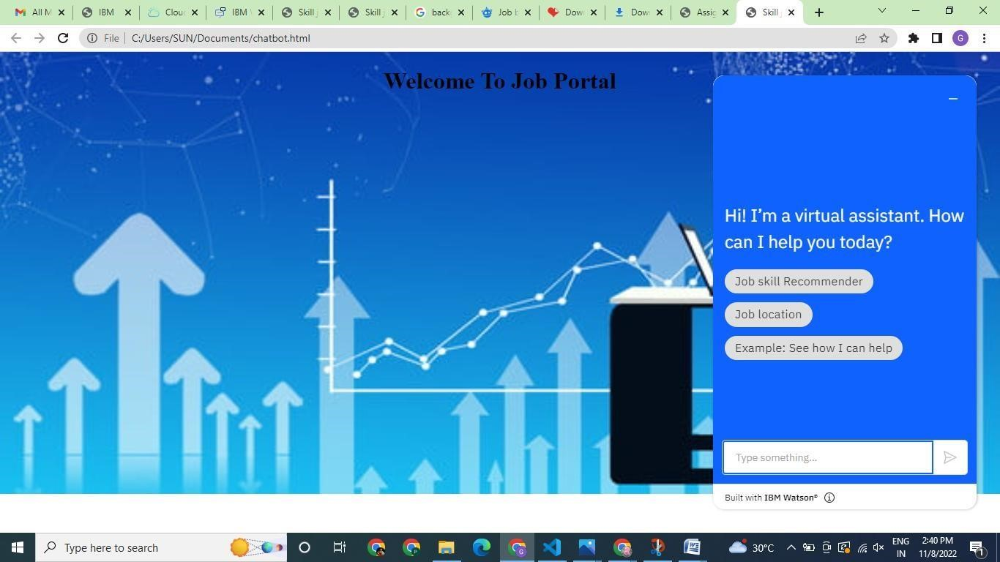 All M
IBM
Clou
IBM
Skill j
Skill j
back
Job b
Dow
Dow
Assig
Skill
File
C:/Users/SUN/Documents/chatbot.html
G
Welcome To Job Portal
Hi! I'm a virtual assistant. How
can I help you today?
Job skill Recommender
Job location
Example: See how I can help
Type something...
Built with IBM Watson®
Type here to search
30°C
ENG
IN
2:40 PM
11/8/2022
1